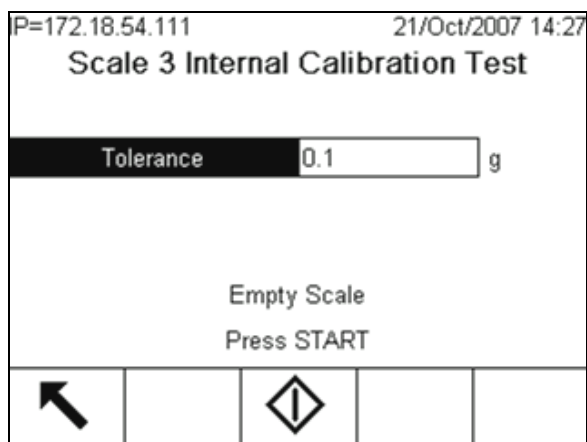 IP=172.18.54.111 21/Oct/2007 14:27
Scale 3 Internal Calibration Test
Tolerance 0.1 g
Empty Scale
Press START